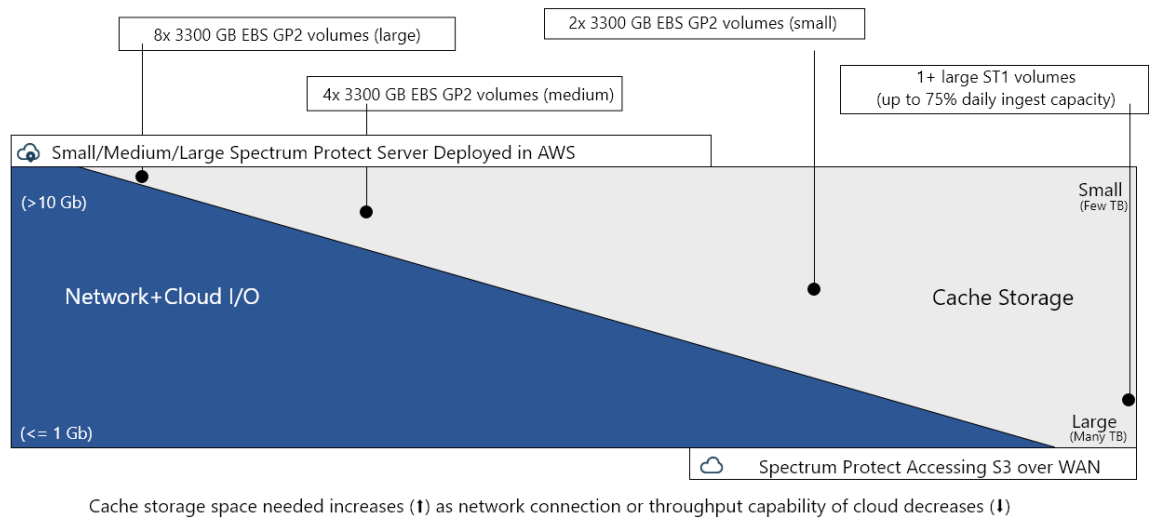 8x 3300 GB EBS GP2 volumes (large)
2x 3300 GB EBS GP2 volumes (small)
4x 3300 GB EBS GP2 volumes (medium)
1+ large ST1 volumes
(up to 75% daily ingest capacity)
Small/Medium/Large Spectrum Protect Server Deployed in AWS
(>10 Gb)
Small
(Few TB)
Network+Cloud I/O
Cache Storage
(<= 1 Gb)
Large
(Many TB)
Spectrum Protect Accessing S3 over WAN
Cache storage space needed increases (⬆) as network connection or throughput capability of cloud decreases (⬇)